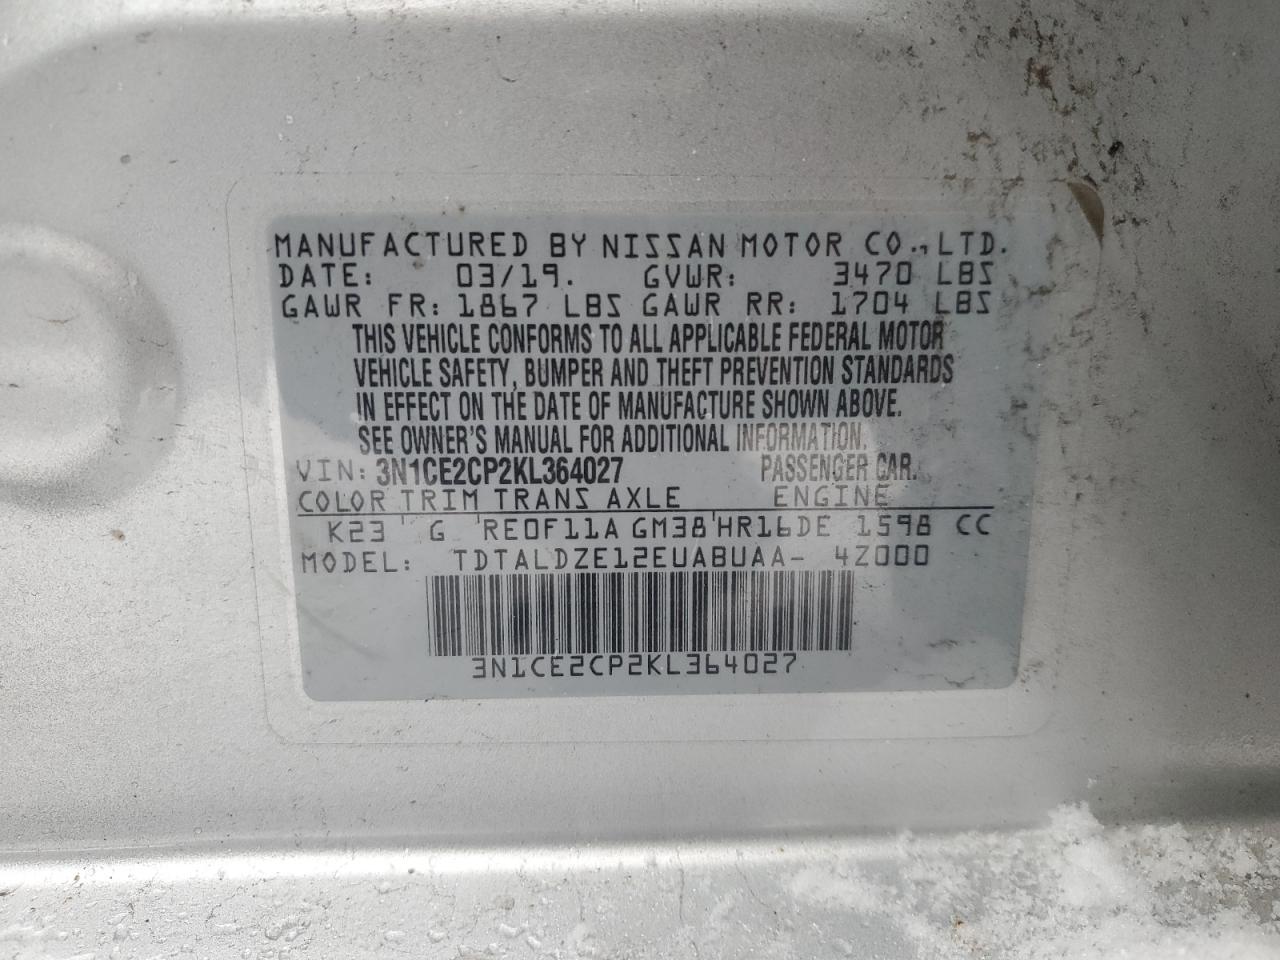 MANUFACTURED BY NISSAN MOTOR CO., LTD.
DATE: 03/19. GVWR: 3470 LBS
GAWR FR: 1867 LBS GAWR RR: 1704 LBS
THIS VEHICLE CONFORMS TO ALL APPLICABLE FEDERAL MOTOR
VEHICLE SAFETY, BUMPER AND THEFT PREVENTION STANDARDS
IN EFFECT ON THE DATE OF MANUFACTURE SHOWN ABOVE.
SEE OWNER'S MANUAL FOR ADDITIONAL INFORMATION.
VIN: 3N1CE2CP2KL364027 PASSENGER CAR.
COLOR TRIM TRANS AXLE ENGINE
K23 ' G ' RE0F11A GM38 ' HR16DE 1598 CC
MODEL: TDTALDZE12EUABUAA- 4Z000
3N1CE2CP2KL364027